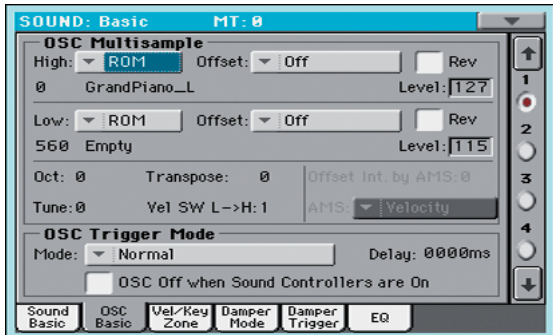 SOUND: Basic MT: 0
OSC Multisample
High: ROM Offset: Off Rev
0 GrandPiano_L Level: 127
1
Low: ROM Offset: Off Rev
2
560 Empty Level: 115
Oct: 0 Transpose: 0 Offset Int. by AMS: 0
3
Tune: 0 Vel SW L->H: 1 AMS: Velocity
OSC Trigger Mode
4
Mode: Normal Delay: 0000ms
OSC Off when Sound Controllers are On
Sound Basic
OSC Basic
Vel/Key Zone
Damper Mode
Damper Trigger
EQ